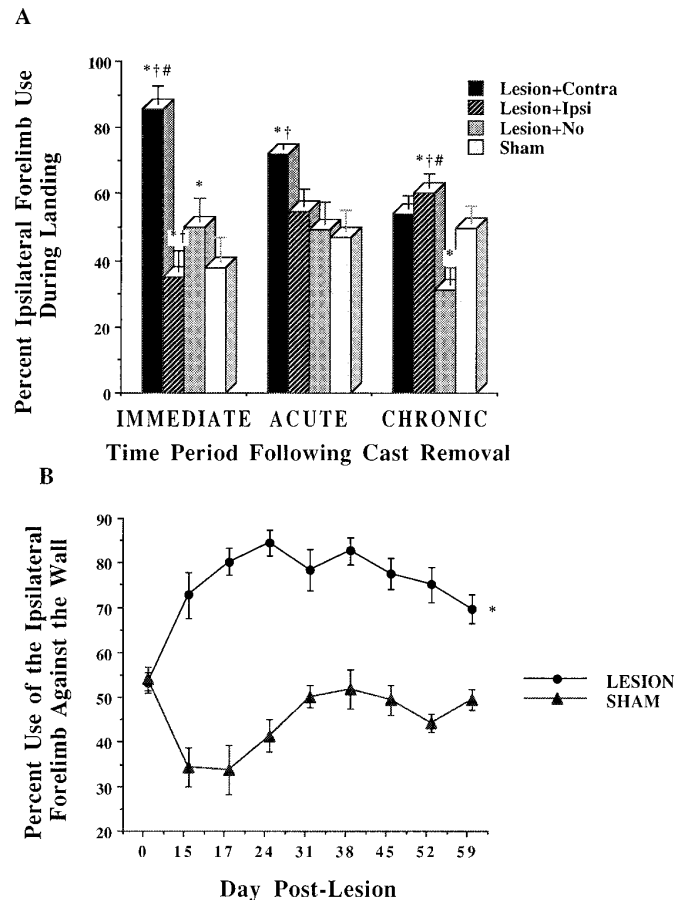 A
Percent Ipsilateral Forelimb Use
During Landing
100
80
60
40
20
0
*†#
*†
*
*†
*†#
*
Lesion+Contra
Lesion+Ipsi
Lesion+No
Sham
IMMEDIATE ACUTE CHRONIC
Time Period Following Cast Removal
B
Percent Use of the Ipsilateral
Forelimb Against the Wall
90
80
70
60
50
40
30
20
*
LESION
SHAM
0 15 17 24 31 38 45 52 59
Day Post-Lesion